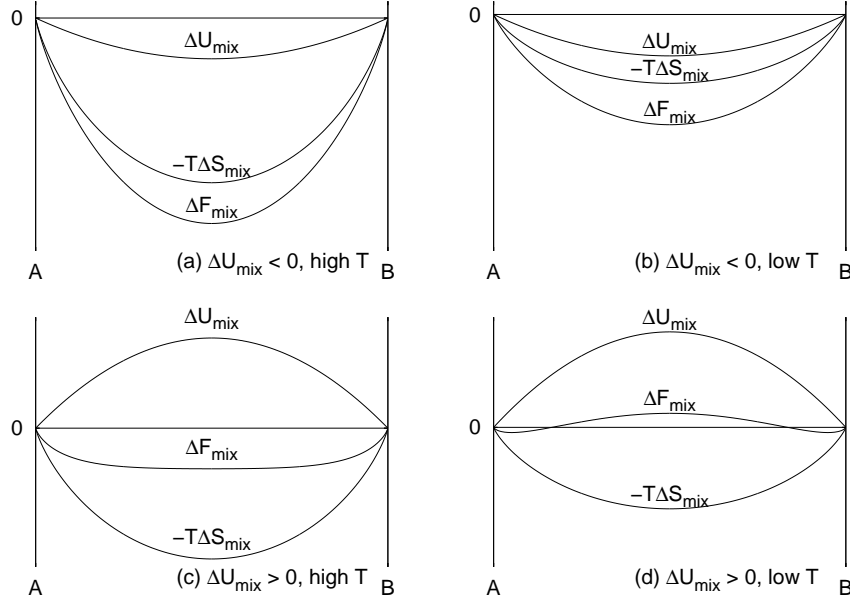 0
ΔU_mix
−TΔS_mix
ΔF_mix
(a) ΔU_mix < 0, high T
A
B
0
ΔU_mix
−TΔS_mix
ΔF_mix
(b) ΔU_mix < 0, low T
A
B
ΔU_mix
0
ΔF_mix
−TΔS_mix
(c) ΔU_mix > 0, high T
A
B
ΔU_mix
ΔF_mix
0
−TΔS_mix
(d) ΔU_mix > 0, low T
A
B